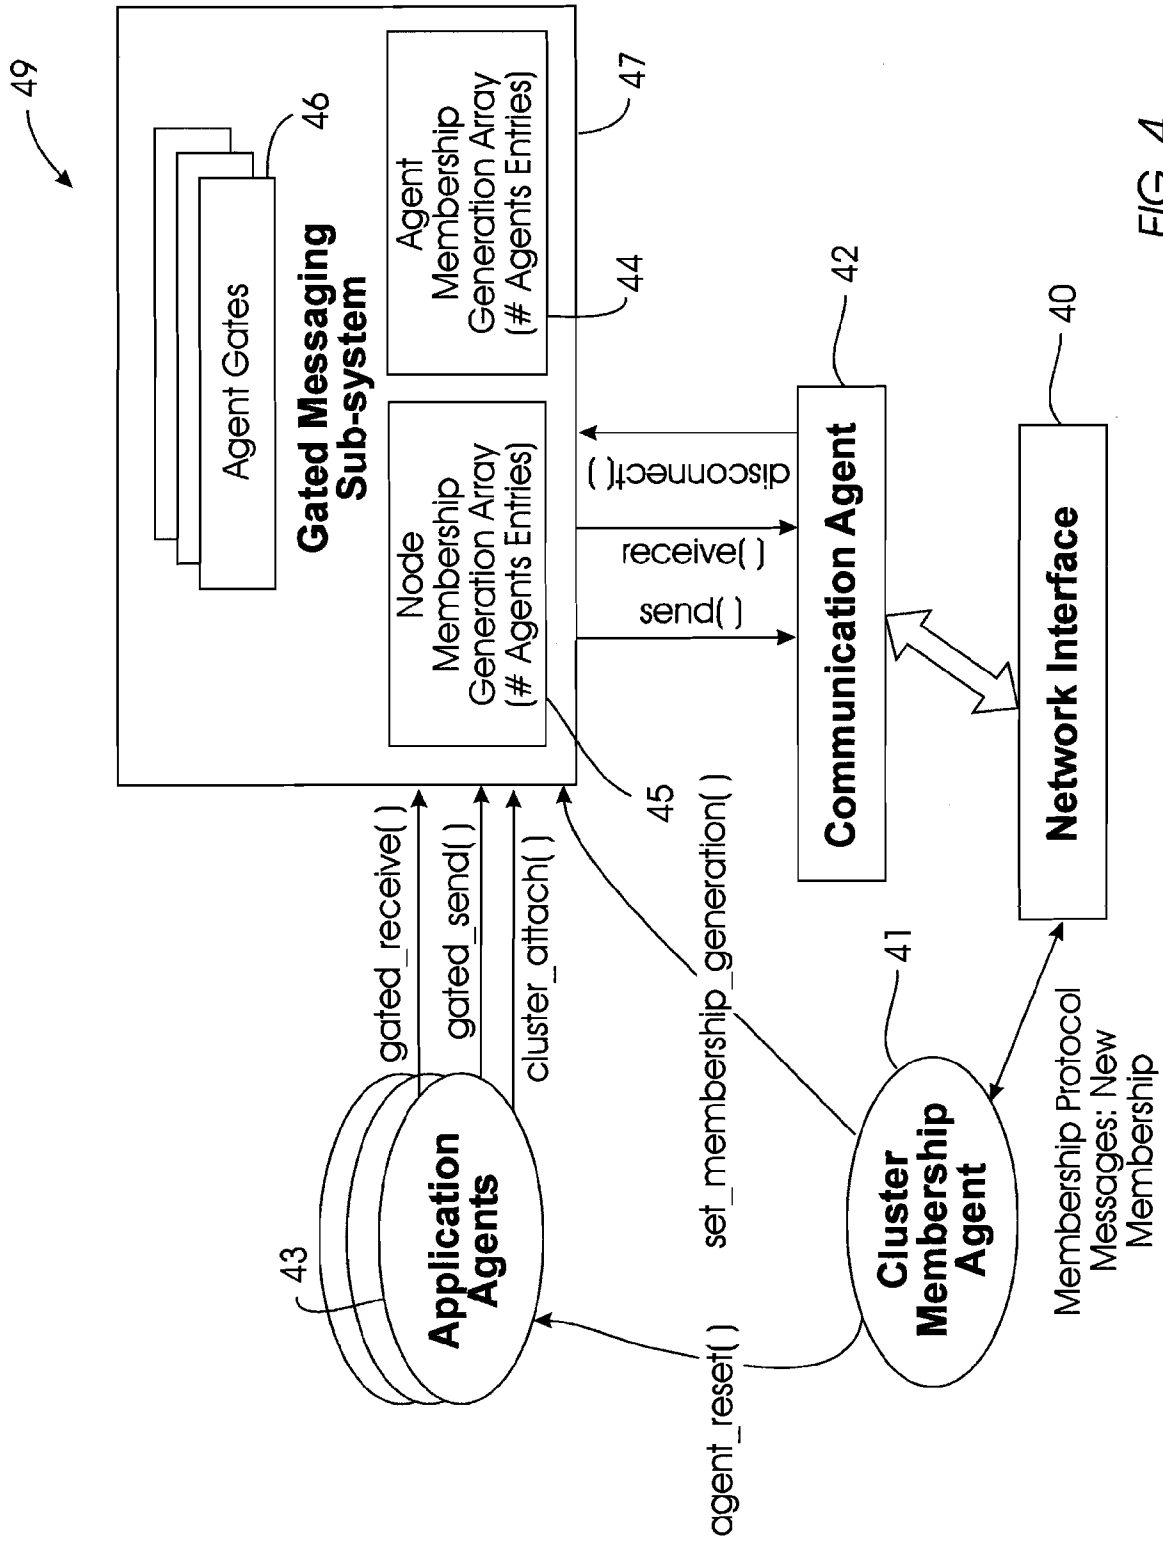 49
46
Agent Gates
Gated Messaging
Sub-system
Node
Membership
Generation Array
(# Agents Entries)
Agent
Membership
Generation Array
(# Agents Entries)
47
44
45
43
Application
Agents
gated_receive( )
gated_send( )
cluster_attach( )
send( )
receive( )
disconnect( )
agent_reset( )
set_membership_generation( )
Communication Agent
42
41
Cluster
Membership
Agent
Network Interface
40
Membership Protocol
Messages: New
Membership
FIG. 4